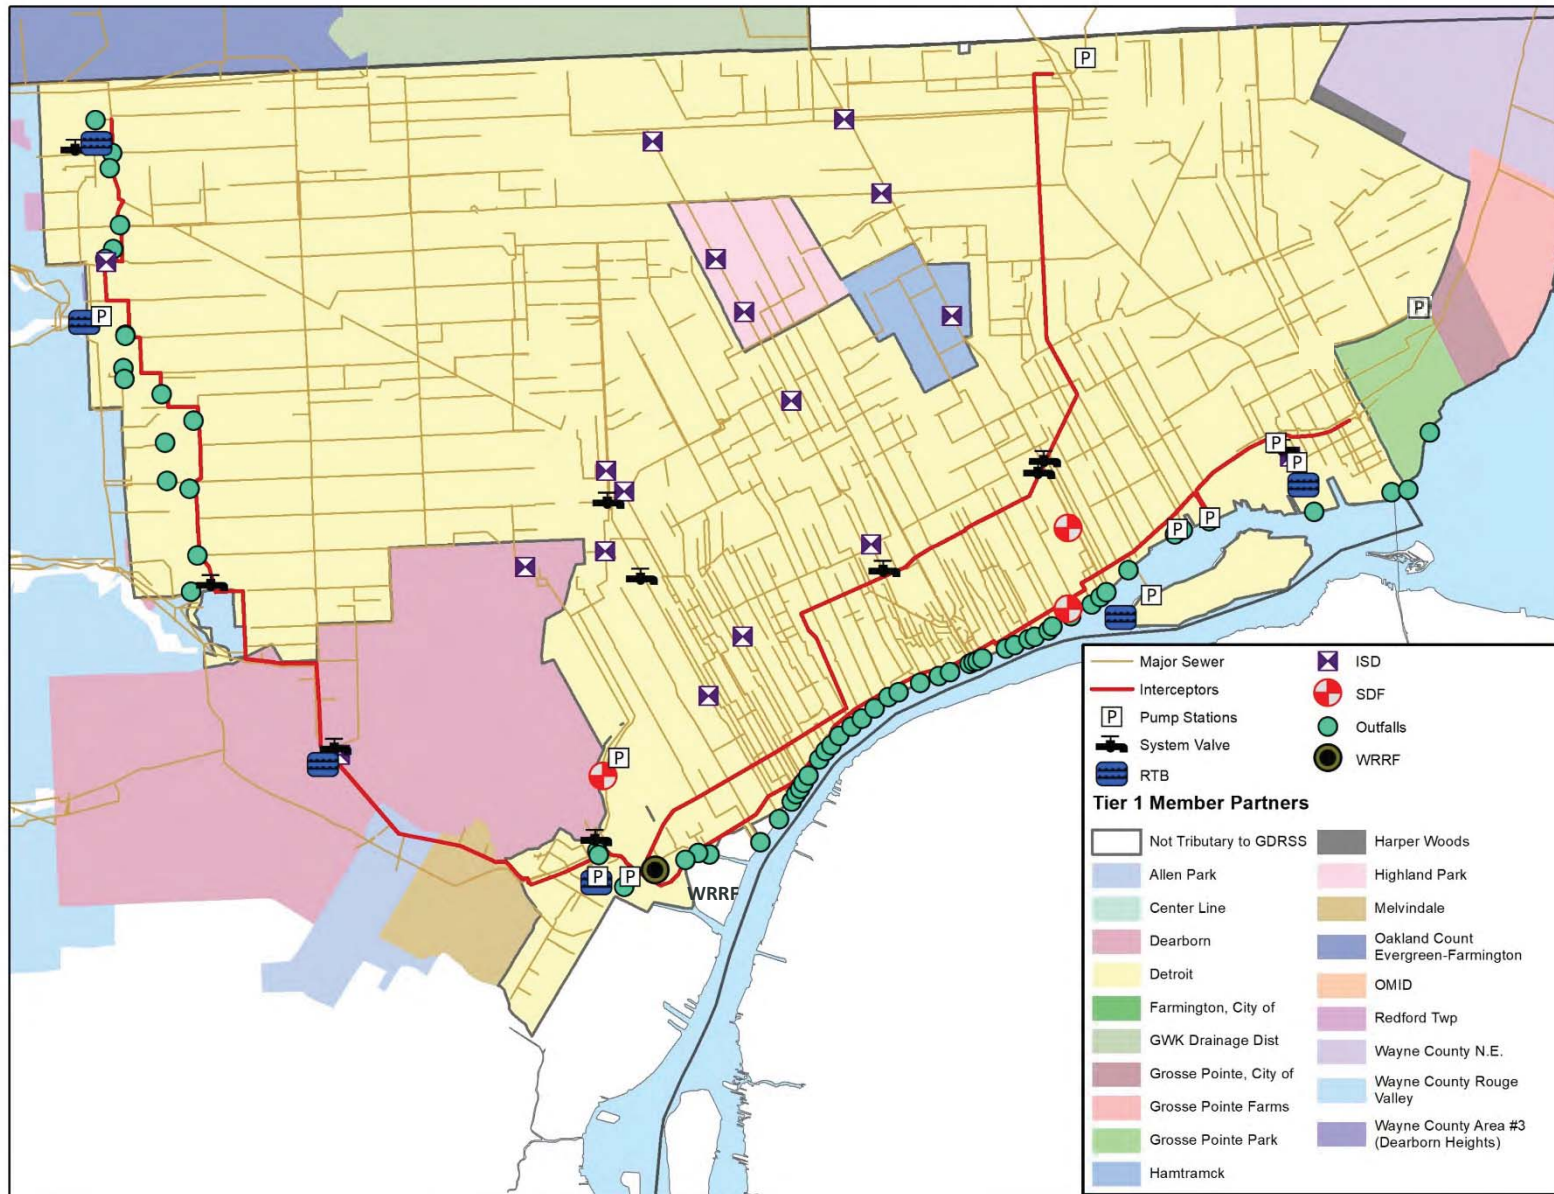 P
P
P
P
P
P
P
P
P
P
P
P
WRRF
Major Sewer
Interceptors
P Pump Stations
System Valve
RTB
ISD
SDF
Outfalls
WRRF
Tier 1 Member Partners
Not Tributary to GDRSS
Allen Park
Center Line
Dearborn
Detroit
Farmington, City of
GWK Drainage Dist
Grosse Pointe, City of
Grosse Pointe Farms
Grosse Pointe Park
Hamtramck
Harper Woods
Highland Park
Melvindale
Oakland Count
Evergreen-Farmington
OMID
Redford Twp
Wayne County N.E.
Wayne County Rouge
Valley
Wayne County Area #3
(Dearborn Heights)